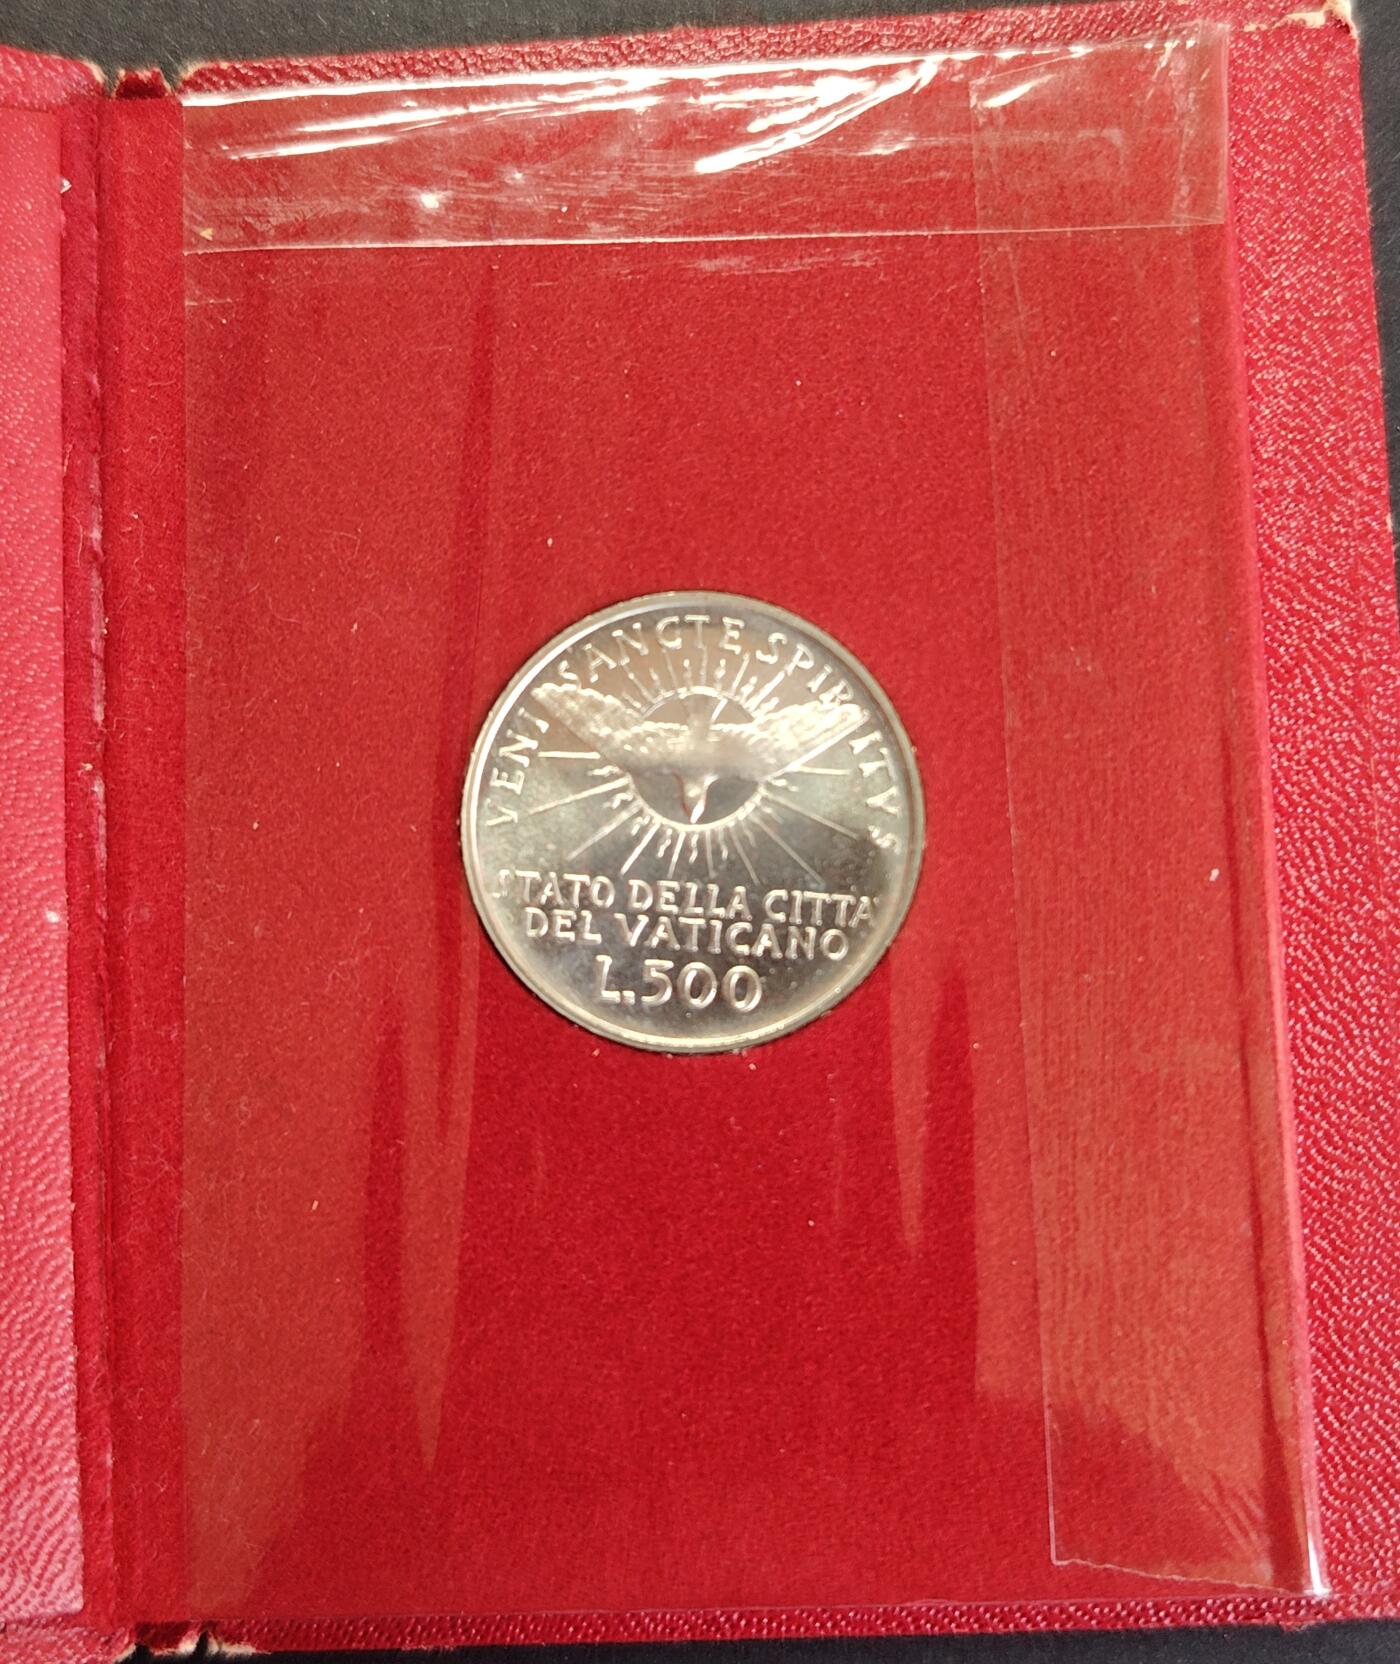 VENI SANCTE SPIRITVS
STATO DELLA CITTA'
DEL VATICANO
L.500